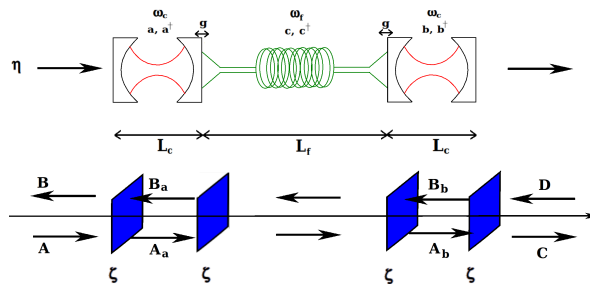 ω_c ω_f ω_c
a, a† g c, c† g b, b†
η
L_c L_f L_c
B B_a B_b D
A A_a A_b C
ζ ζ ζ ζ